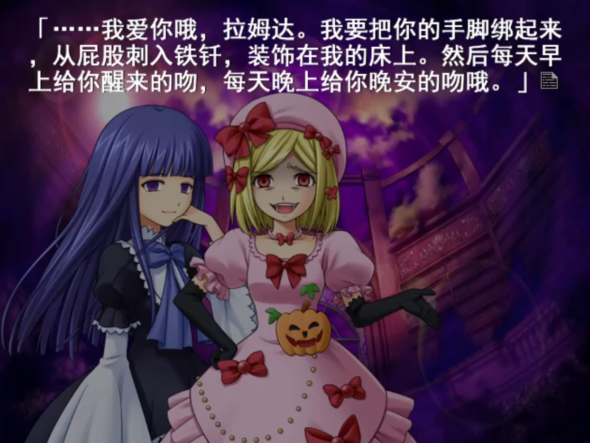 「……我爱你哦，拉姆达。我要把你的手脚绑起来
，从屁股刺入铁钎，装饰在我的床上。然后每天早
上给你醒来的吻，每天晚上给你晚安的吻哦。」